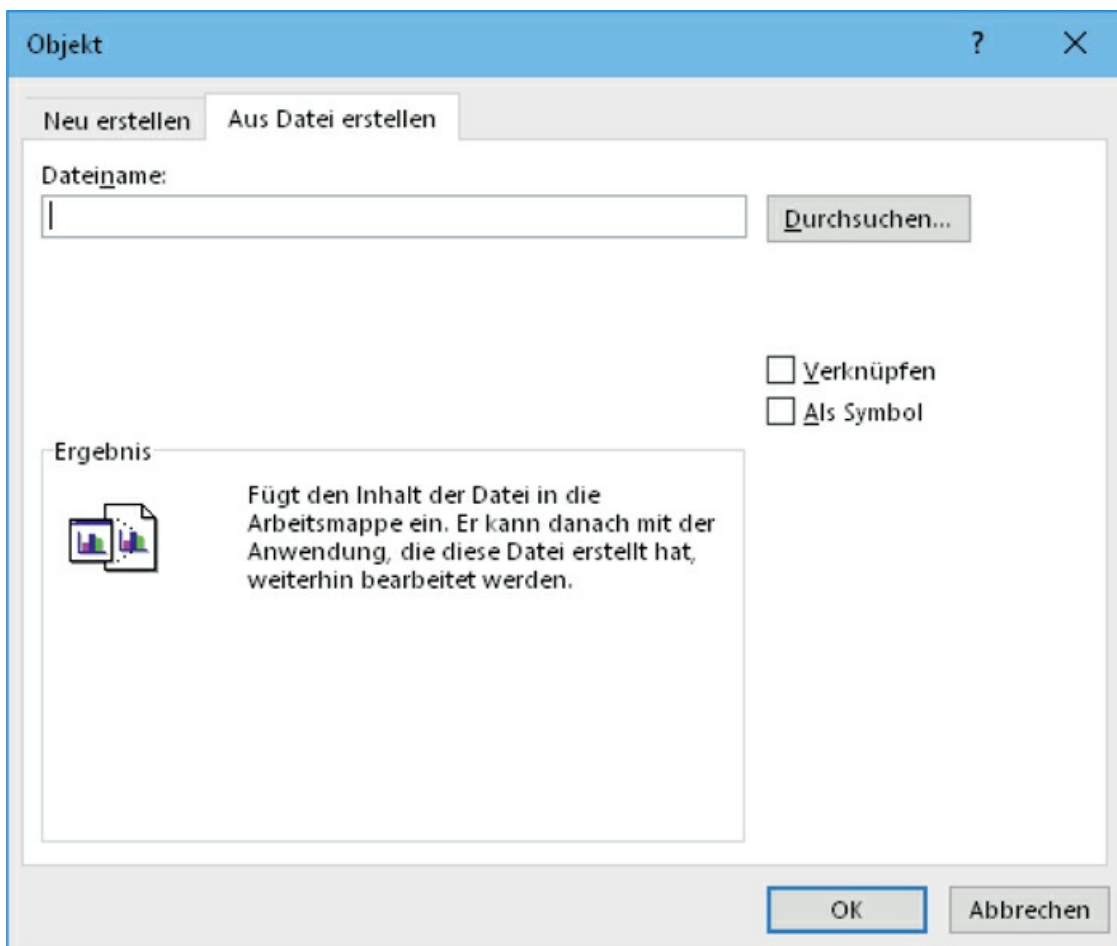 Objekt ?
Neu erstellen Aus Datei erstellen
Dateiname:
Durchsuchen...
Verknüpfen
Als Symbol
Ergebnis
Fügt den Inhalt der Datei in die
Arbeitsmappe ein. Er kann danach mit der
Anwendung, die diese Datei erstellt hat,
weiterhin bearbeitet werden.
OK Abbrechen